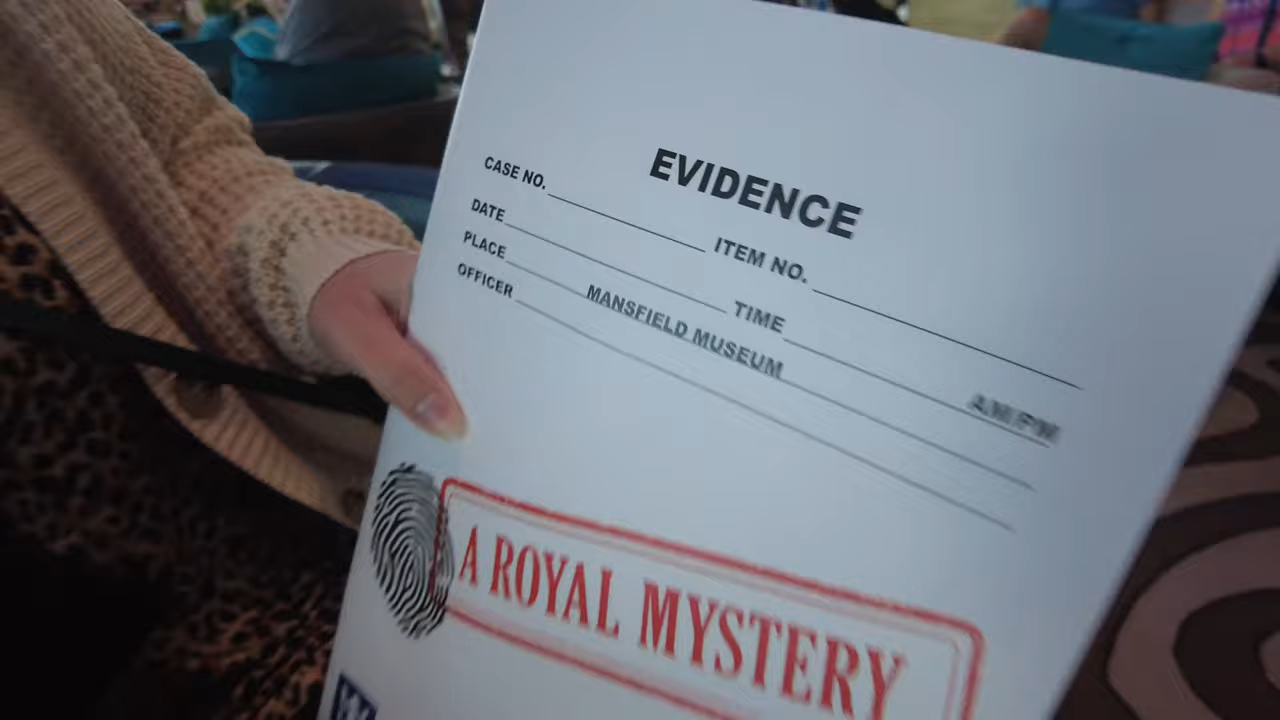 EVIDENCE
CASE NO. ITEM NO.
DATE TIME AM/PM
PLACE MANSFIELD MUSEUM
OFFICER
A ROYAL MYSTERY